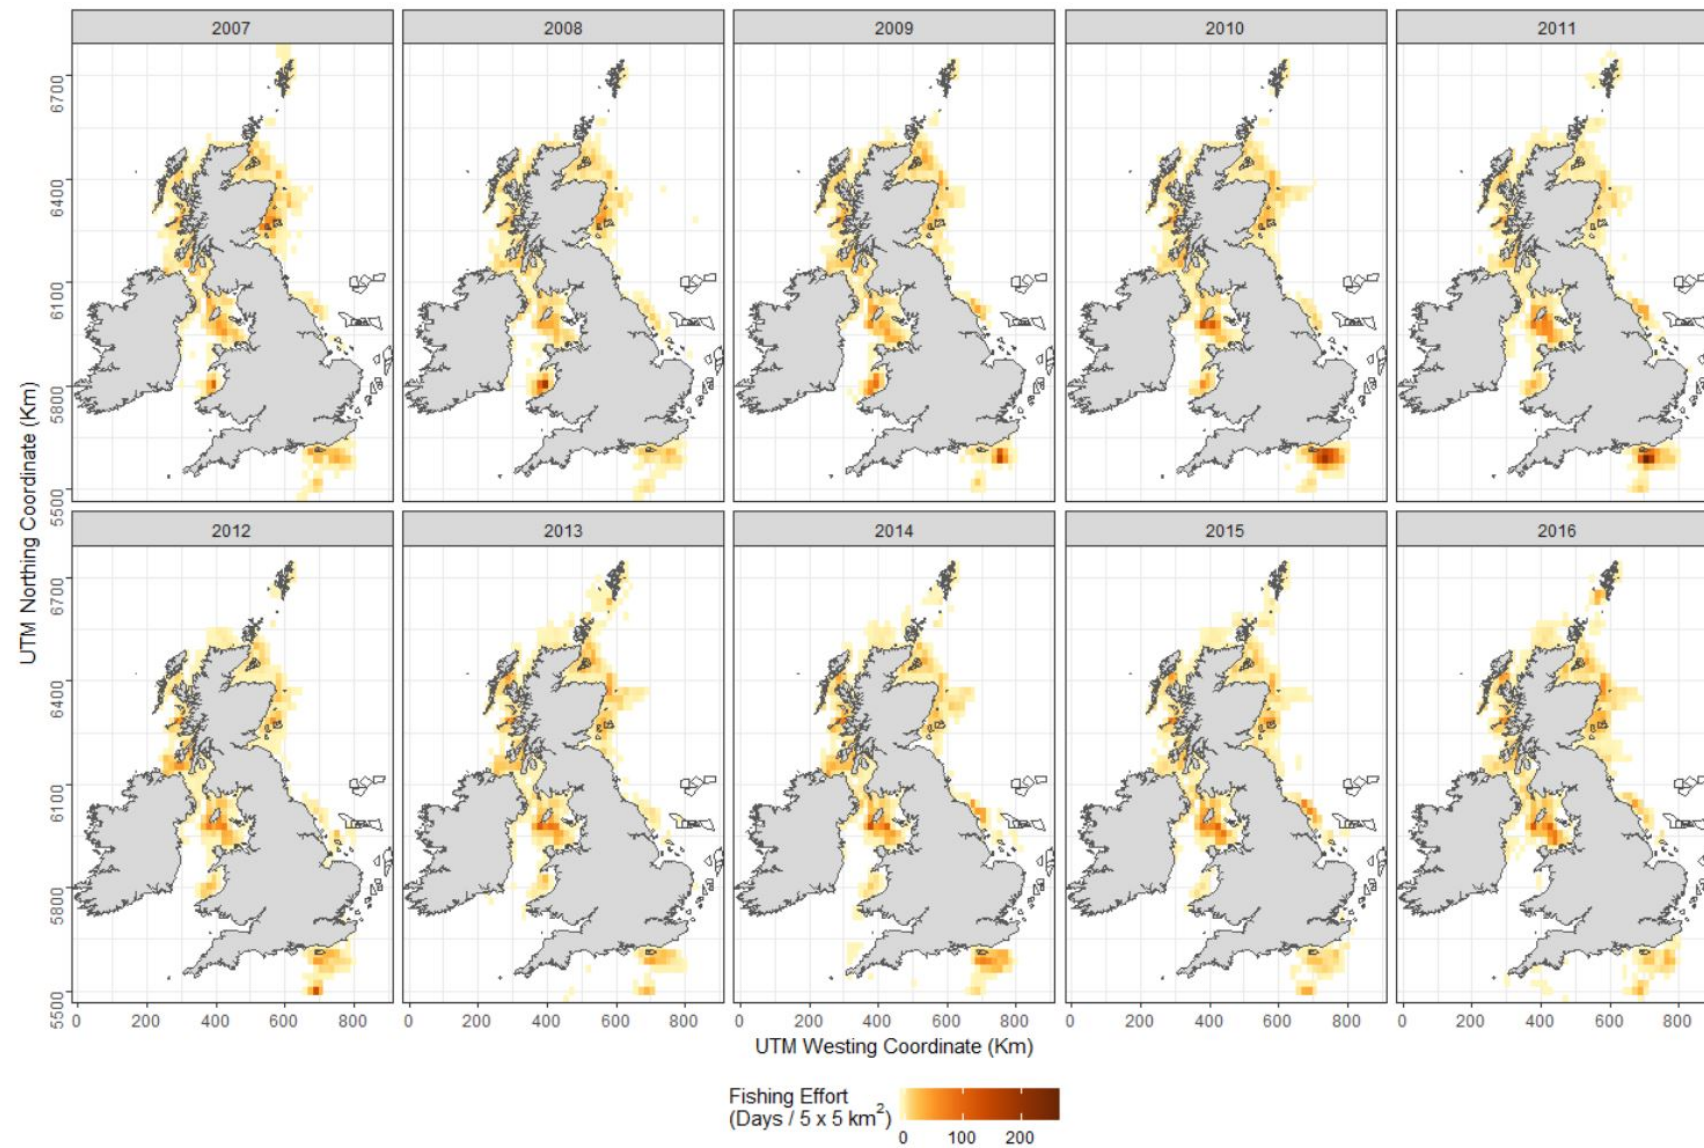 2007 2008 2009 2010 2011
6700
6400
6100
5800
5500
2012 2013 2014 2015 2016
6700
6400
6100
5800
5500
UTM Northing Coordinate (Km)
0 200 400 600 800 0 200 400 600 800 0 200 400 600 800 0 200 400 600 800 0 200 400 600 800
UTM Westing Coordinate (Km)
Fishing Effort
(Days / 5 x 5 km²)
0 100 200